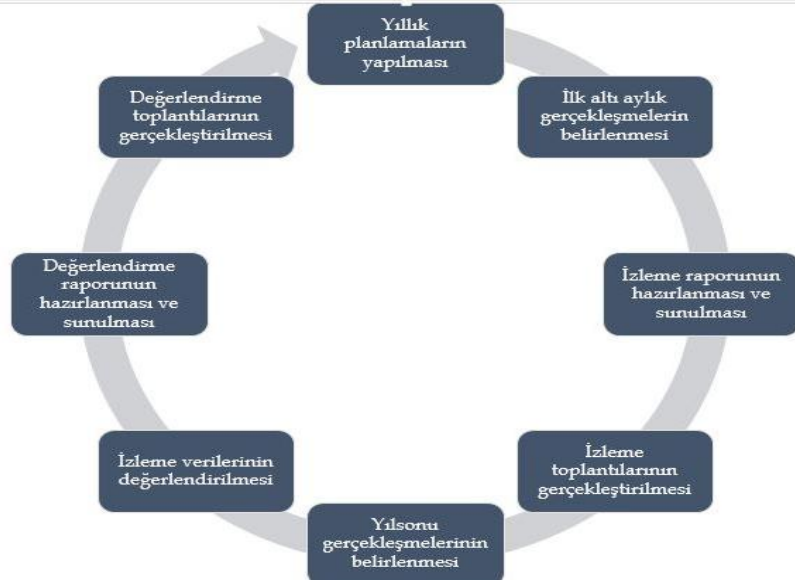 Yıllık
planlamaların
yapılması
İlk altı aylık
gerçekleşmelerin
belirlenmesi
İzleme raporunun
hazırlanması ve
sunulması
İzleme
toplantılarının
gerçekleştirilmesi
Yılsonu
gerçekleşmelerinin
belirlenmesi
İzleme verilerinin
değerlendirilmesi
Değerlendirme
raporunun
hazırlanması ve
sunulması
Değerlendirme
toplantılarının
gerçekleştirilmesi